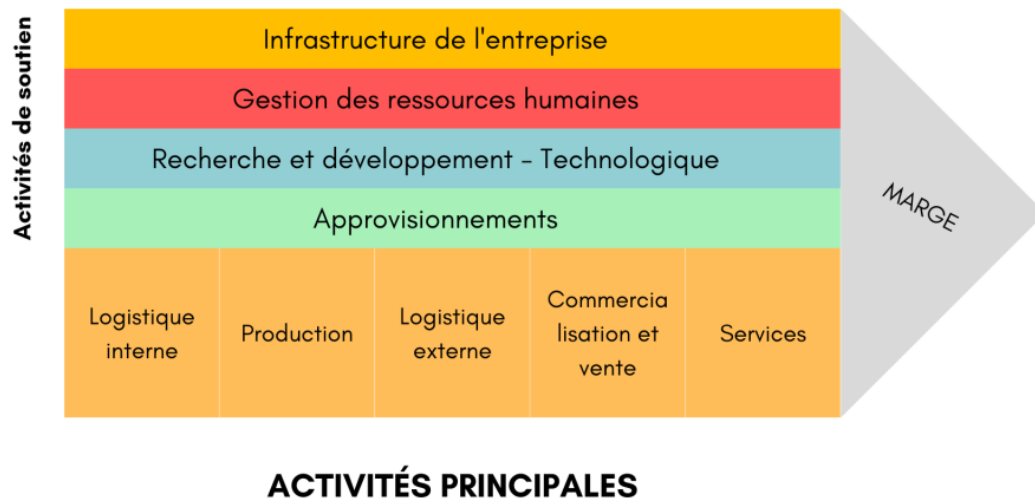 Activités de soutien
Infrastructure de l'entreprise
Gestion des ressources humaines
Recherche et développement - Technologique
Approvisionnements
MARGE
Logistique
interne
Production
Logistique
externe
Commercia
lisation et
vente
Services
ACTIVITÉS PRINCIPALES